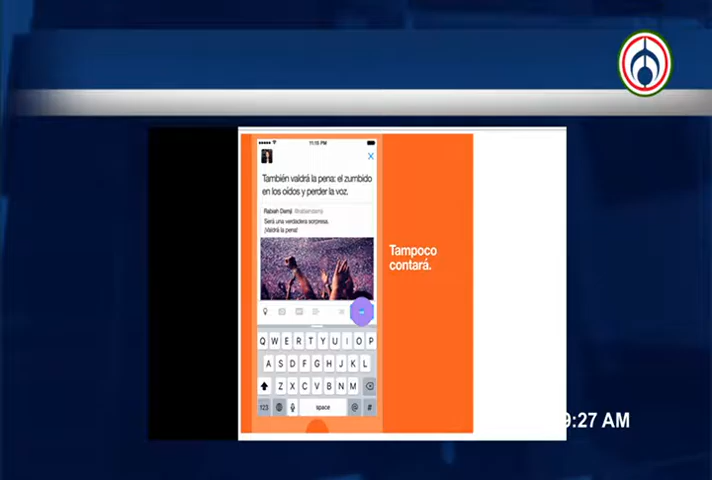 11:15 PM
X
También valdrá la pena: el zumbido
en los oídos y perder la voz.
Rabiah Damji @rabiahdamji
Será una verdadera sorpresa.
¡Valdrá la pena!
Tampoco
contará.
Q W E R T Y U I O P
A S D F G H J K L
Z X C V B N M
123 space @ #
9:27 AM